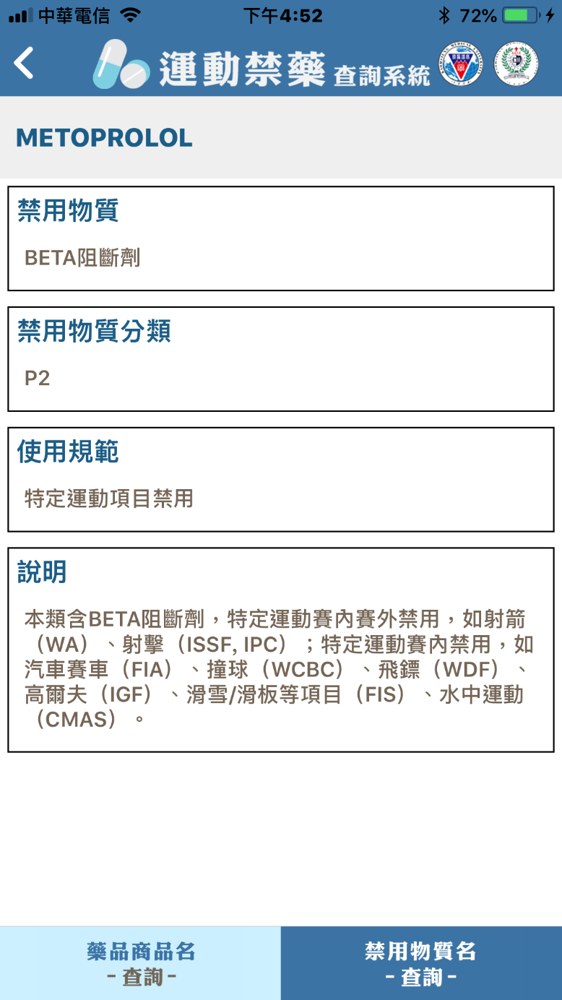 中華電信
下午4:52
72%
運動禁藥 查詢系統
METOPROLOL
禁用物質
BETA阻斷劑
禁用物質分類
P2
使用規範
特定運動項目禁用
說明
本類含BETA阻斷劑，特定運動賽內賽外禁用，如射箭
（WA）、射擊（ISSF, IPC）；特定運動賽內禁用，如
汽車賽車（FIA）、撞球（WCBC）、飛鏢（WDF）、
高爾夫（IGF）、滑雪/滑板等項目（FIS）、水中運動
（CMAS）。
藥品商品名
-查詢-
禁用物質名
-查詢-